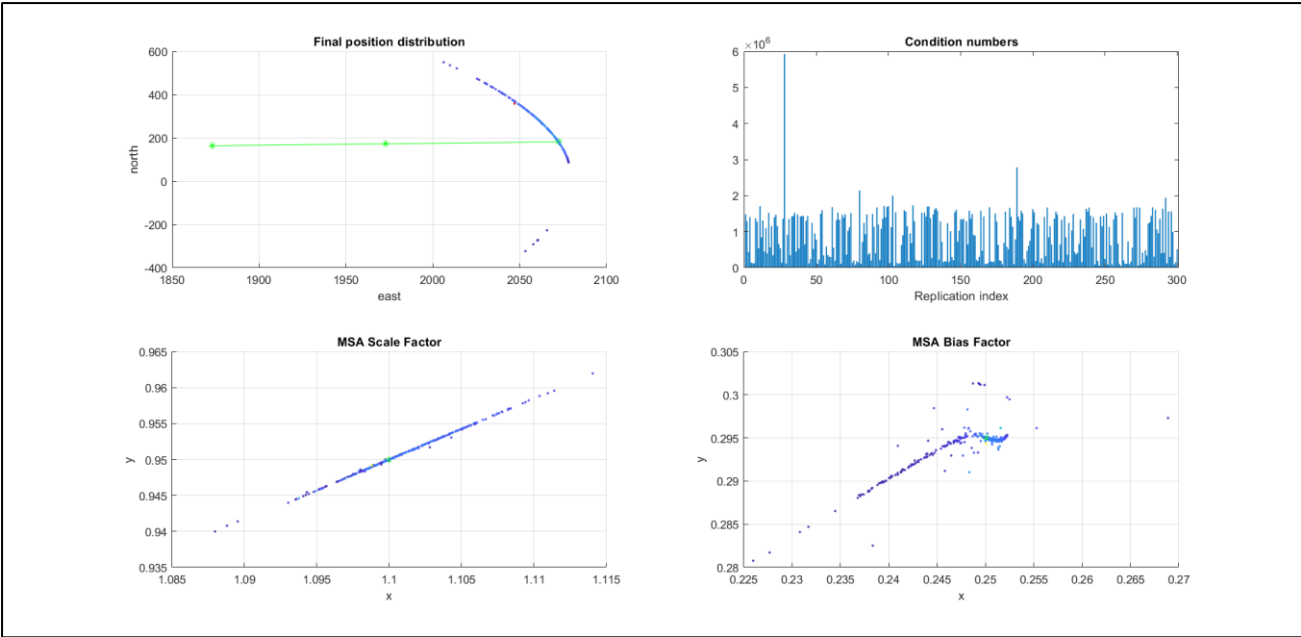 Final position distribution
600
400
200
0
-200
-400
north
1850 1900 1950 2000 2050 2100
east
Condition numbers
×10^6
6
5
4
3
2
1
0
0 50 100 150 200 250 300
Replication index
MSA Scale Factor
0.965
0.96
0.955
0.95
0.945
0.94
0.935
y
1.085 1.09 1.095 1.1 1.105 1.11 1.115
x
MSA Bias Factor
0.305
0.3
0.295
0.29
0.285
0.28
y
0.225 0.23 0.235 0.24 0.245 0.25 0.255 0.26 0.265 0.27
x